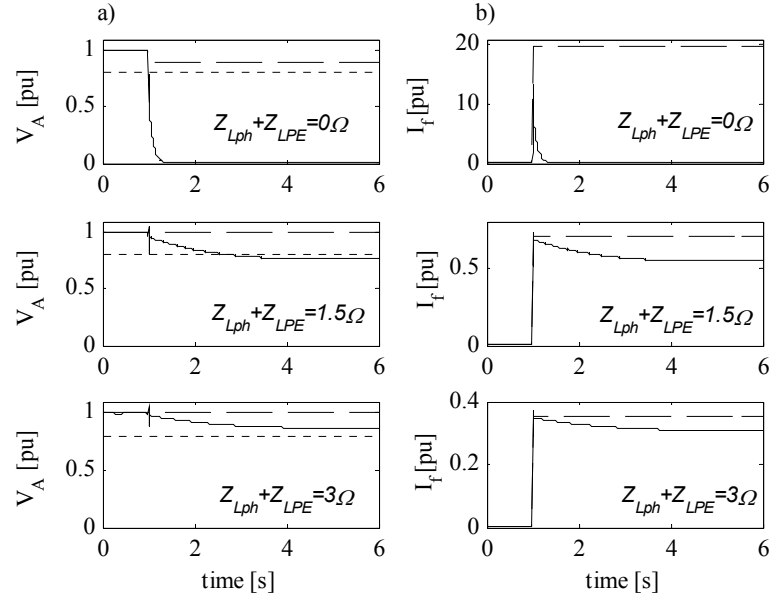 a)
b)
V_A [pu]
1
0.5
0
0 2 4 6
Z_Lph+Z_LPE=0Ω
I_f [pu]
20
10
0
0 2 4 6
Z_Lph+Z_LPE=0Ω
V_A [pu]
1
0.5
0
0 2 4 6
Z_Lph+Z_LPE=1.5Ω
I_f [pu]
0.5
0
0 2 4 6
Z_Lph+Z_LPE=1.5Ω
V_A [pu]
1
0.5
0
0 2 4 6
Z_Lph+Z_LPE=3Ω
time [s]
I_f [pu]
0.4
0.2
0
0 2 4 6
Z_Lph+Z_LPE=3Ω
time [s]